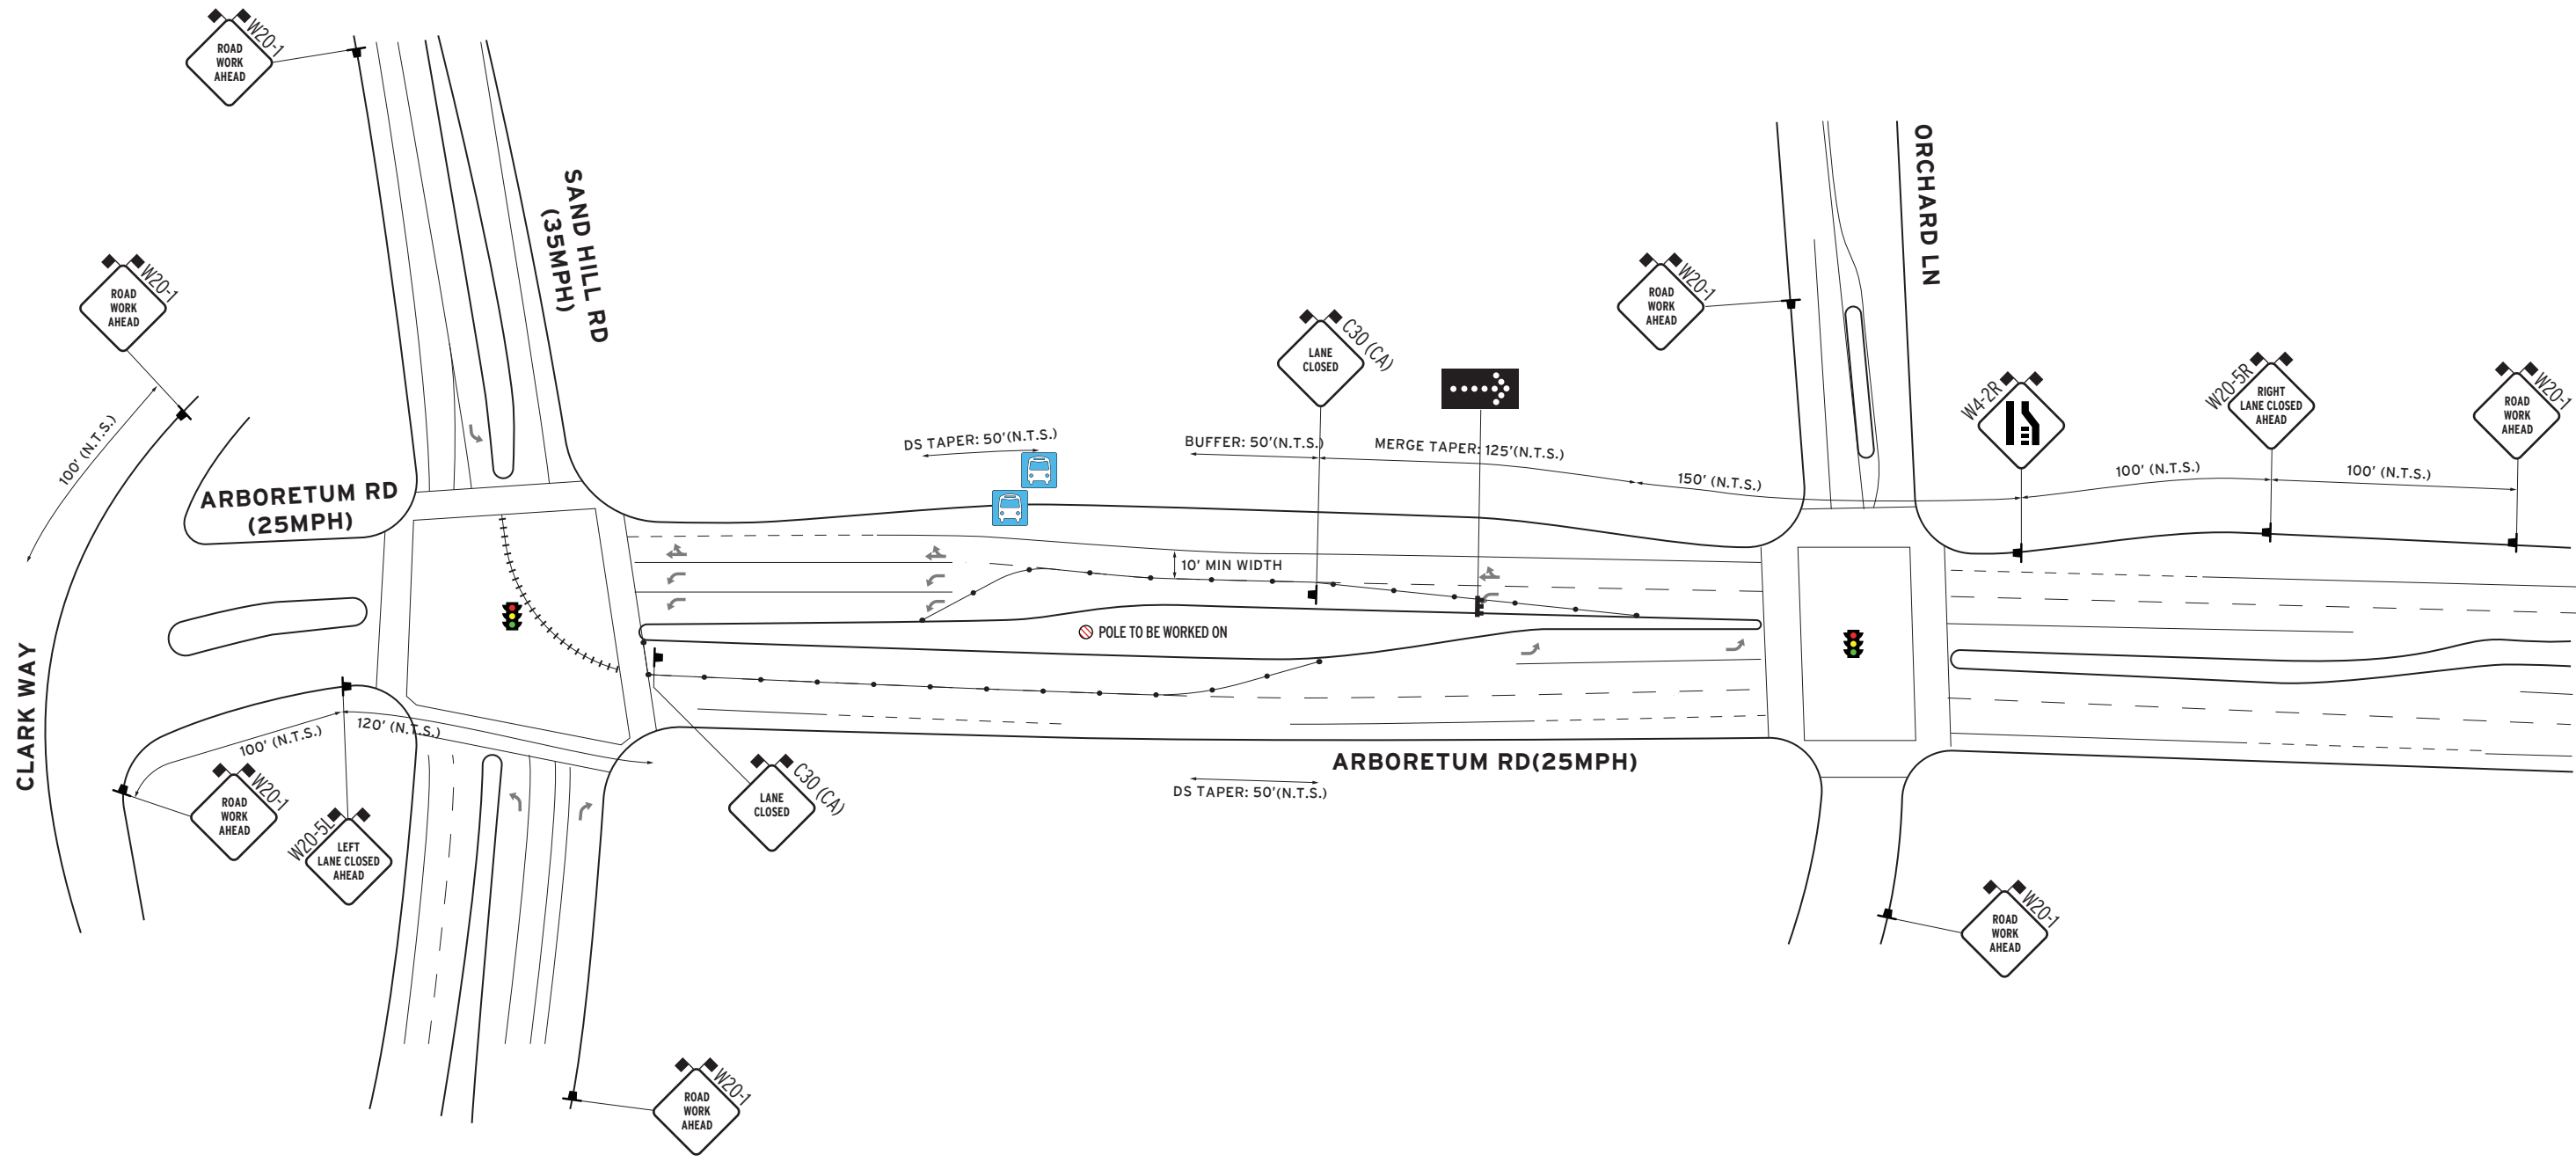 W20-1
ROAD
WORK
AHEAD
SAND HILL RD
(35MPH)
ORCHARD LN
W20-1
ROAD
WORK
AHEAD
W20-1
ROAD
WORK
AHEAD
C30 (CA)
LANE
CLOSED
W4-2R
W20-5R
RIGHT
LANE CLOSED
AHEAD
W20-1
ROAD
WORK
AHEAD
100' (N.T.S.)
DS TAPER: 50'(N.T.S.)
BUFFER: 50'(N.T.S.)
MERGE TAPER: 125'(N.T.S.)
150' (N.T.S.)
100' (N.T.S.)
100' (N.T.S.)
ARBORETUM RD
(25MPH)
10' MIN WIDTH
POLE TO BE WORKED ON
CLARK WAY
100' (N.T.S.)
120' (N.T.S.)
W20-1
ROAD
WORK
AHEAD
W20-5L
LEFT
LANE CLOSED
AHEAD
C30 (CA)
LANE
CLOSED
ARBORETUM RD(25MPH)
DS TAPER: 50'(N.T.S.)
W20-1
ROAD
WORK
AHEAD
W20-1
ROAD
WORK
AHEAD